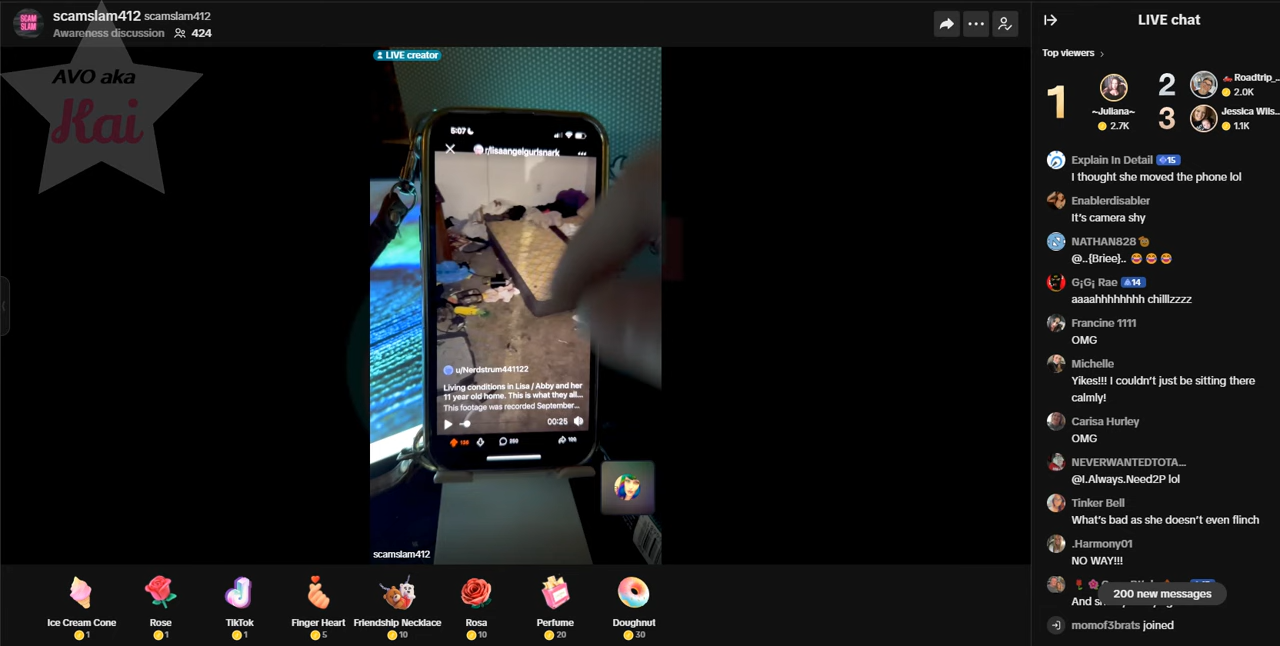 SCAM
SLAM
scamslam412 scamslam412
Awareness discussion 424
AVO aka
Kai
LIVE creator
5:07
r/lisaangelgurlsnark
u/Nerdstrum441122
Living conditions in Lisa / Abby and her
11 year old home. This is what they all...
This footage was recorded September...
00:25
scamslam412
Ice Cream Cone
1
Rose
1
TikTok
1
Finger Heart
5
Friendship Necklace
10
Rosa
10
Perfume
20
Doughnut
30
LIVE chat
Top viewers
1
~Juliana~
2.7K
2
Roadtrip_...
2.0K
3
Jessica Wils...
1.1K
Explain In Detail 15
I thought she moved the phone lol
Enablerdisabler
It's camera shy
NATHAN828
@..{Briee}..
G¡G¡ Rae 14
aaaahhhhhhhh chilllzzzz
Francine 1111
OMG
Michelle
Yikes!!! I couldn't just be sitting there
calmly!
Carisa Hurley
OMG
NEVERWANTEDTOTA...
@I.Always.Need2P lol
Tinker Bell
What's bad as she doesn't even flinch
.Harmony01
NO WAY!!!
200 new messages
momof3brats joined